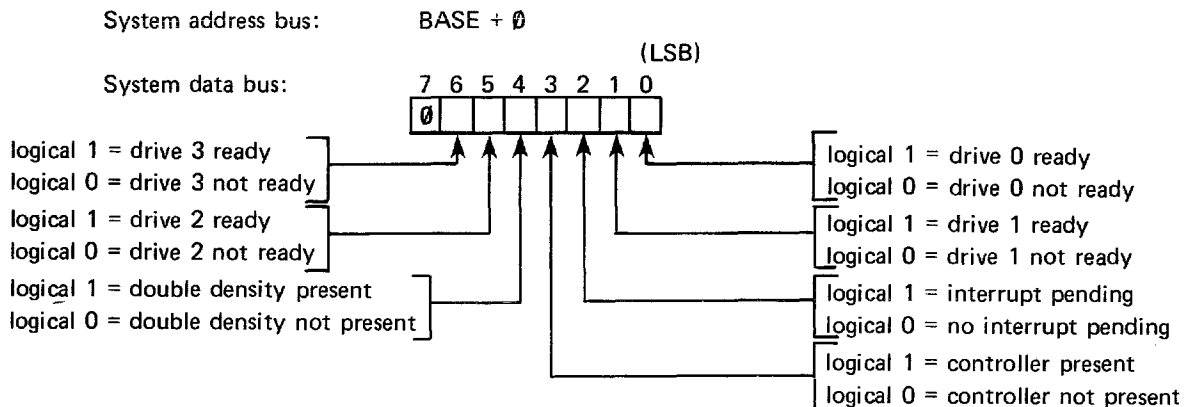 System address bus: BASE + Ø
(LSB)
System data bus: 7 6 5 4 3 2 1 0
Ø
logical 1 = drive 3 ready
logical 0 = drive 3 not ready
logical 1 = drive 2 ready
logical 0 = drive 2 not ready
logical 1 = double density present
logical 0 = double density not present
logical 1 = drive 0 ready
logical 0 = drive 0 not ready
logical 1 = drive 1 ready
logical 0 = drive 1 not ready
logical 1 = interrupt pending
logical 0 = no interrupt pending
logical 1 = controller present
logical 0 = controller not present